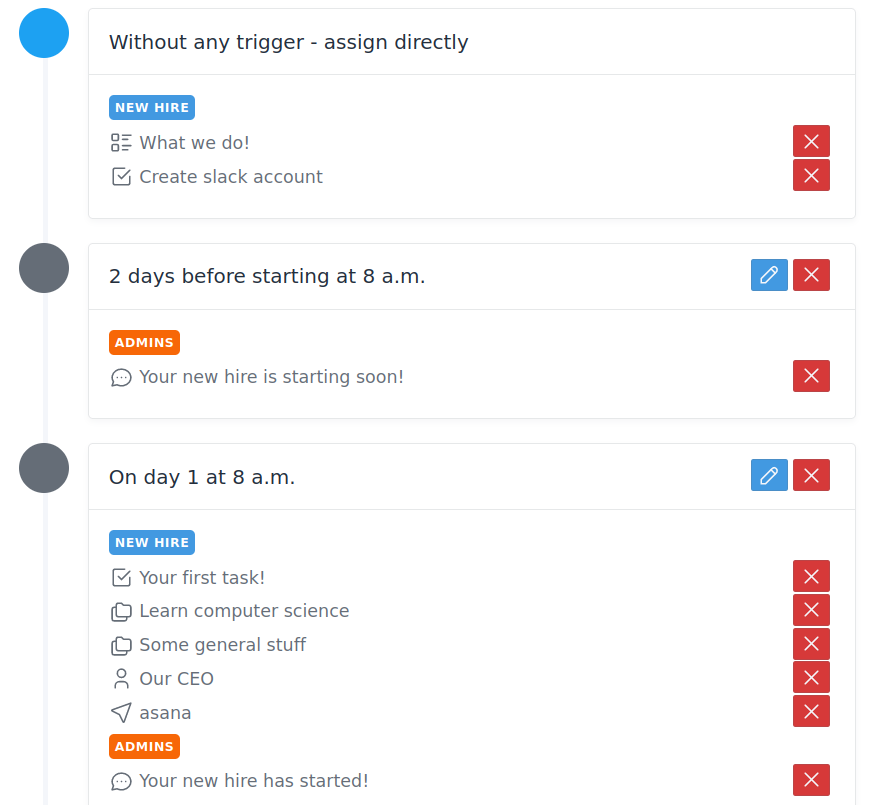 Without any trigger - assign directly
NEW HIRE
What we do!
Create slack account
2 days before starting at 8 a.m.
ADMINS
Your new hire is starting soon!
On day 1 at 8 a.m.
NEW HIRE
Your first task!
Learn computer science
Some general stuff
Our CEO
asana
ADMINS
Your new hire has started!